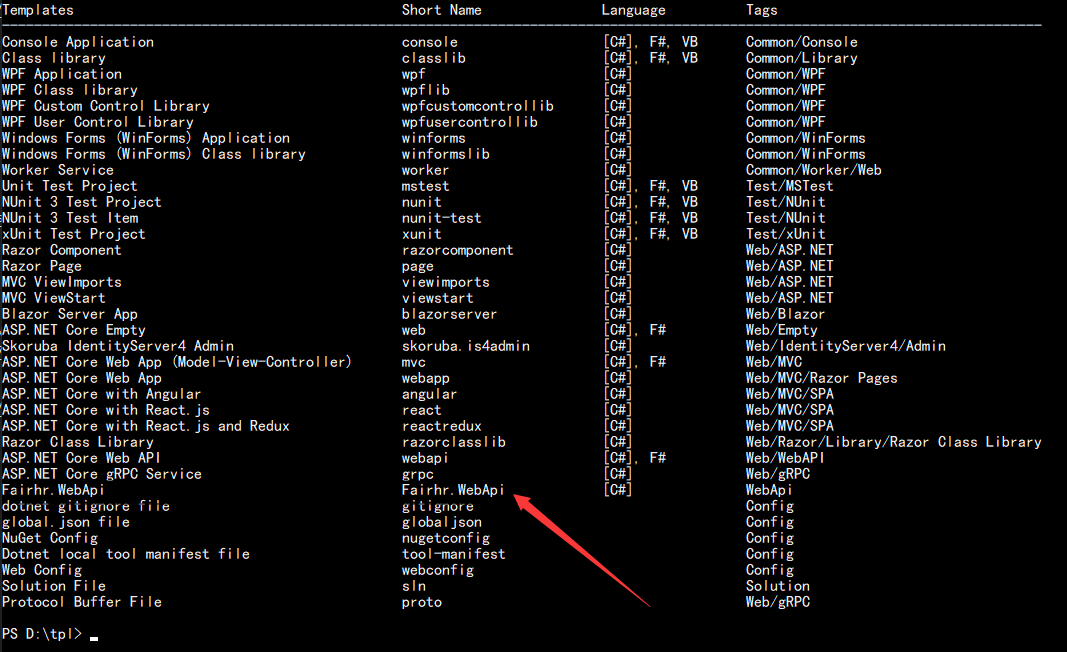 Templates Short Name Language Tags
Console Application console [C#], F#, VB Common/Console
Class library classlib [C#], F#, VB Common/Library
WPF Application wpf [C#] Common/WPF
WPF Class library wpflib [C#] Common/WPF
WPF Custom Control Library wpfcustomcontrollib [C#] Common/WPF
WPF User Control Library wpfusercontrollib [C#] Common/WPF
Windows Forms (WinForms) Application winforms [C#] Common/WinForms
Windows Forms (WinForms) Class library winformslib [C#] Common/WinForms
Worker Service worker [C#] Common/Worker/Web
Unit Test Project mstest [C#], F#, VB Test/MSTest
NUnit 3 Test Project nunit [C#], F#, VB Test/NUnit
NUnit 3 Test Item nunit-test [C#], F#, VB Test/NUnit
xUnit Test Project xunit [C#], F#, VB Test/xUnit
Razor Component razorcomponent [C#] Web/ASP.NET
Razor Page page [C#] Web/ASP.NET
MVC ViewImports viewimports [C#] Web/ASP.NET
MVC ViewStart viewstart [C#] Web/ASP.NET
Blazor Server App blazorserver [C#] Web/Blazor
ASP.NET Core Empty web [C#], F# Web/Empty
Skoruba IdentityServer4 Admin skoruba.is4admin [C#] Web/IdentityServer4/Admin
ASP.NET Core Web App (Model-View-Controller) mvc [C#], F# Web/MVC
ASP.NET Core Web App webapp [C#] Web/MVC/Razor Pages
ASP.NET Core with Angular angular [C#] Web/MVC/SPA
ASP.NET Core with React.js react [C#] Web/MVC/SPA
ASP.NET Core with React.js and Redux reactredux [C#] Web/MVC/SPA
Razor Class Library razorclasslib [C#] Web/Razor/Library/Razor Class Library
ASP.NET Core Web API webapi [C#], F# Web/WebAPI
ASP.NET Core gRPC Service grpc [C#] Web/gRPC
Fairhr.WebApi Fairhr.WebApi [C#] WebApi
dotnet gitignore file gitignore Config
global.json file globaljson Config
NuGet Config nugetconfig Config
Dotnet local tool manifest file tool-manifest Config
Web Config webconfig Config
Solution File sln Solution
Protocol Buffer File proto Web/gRPC
PS D:\tpl>